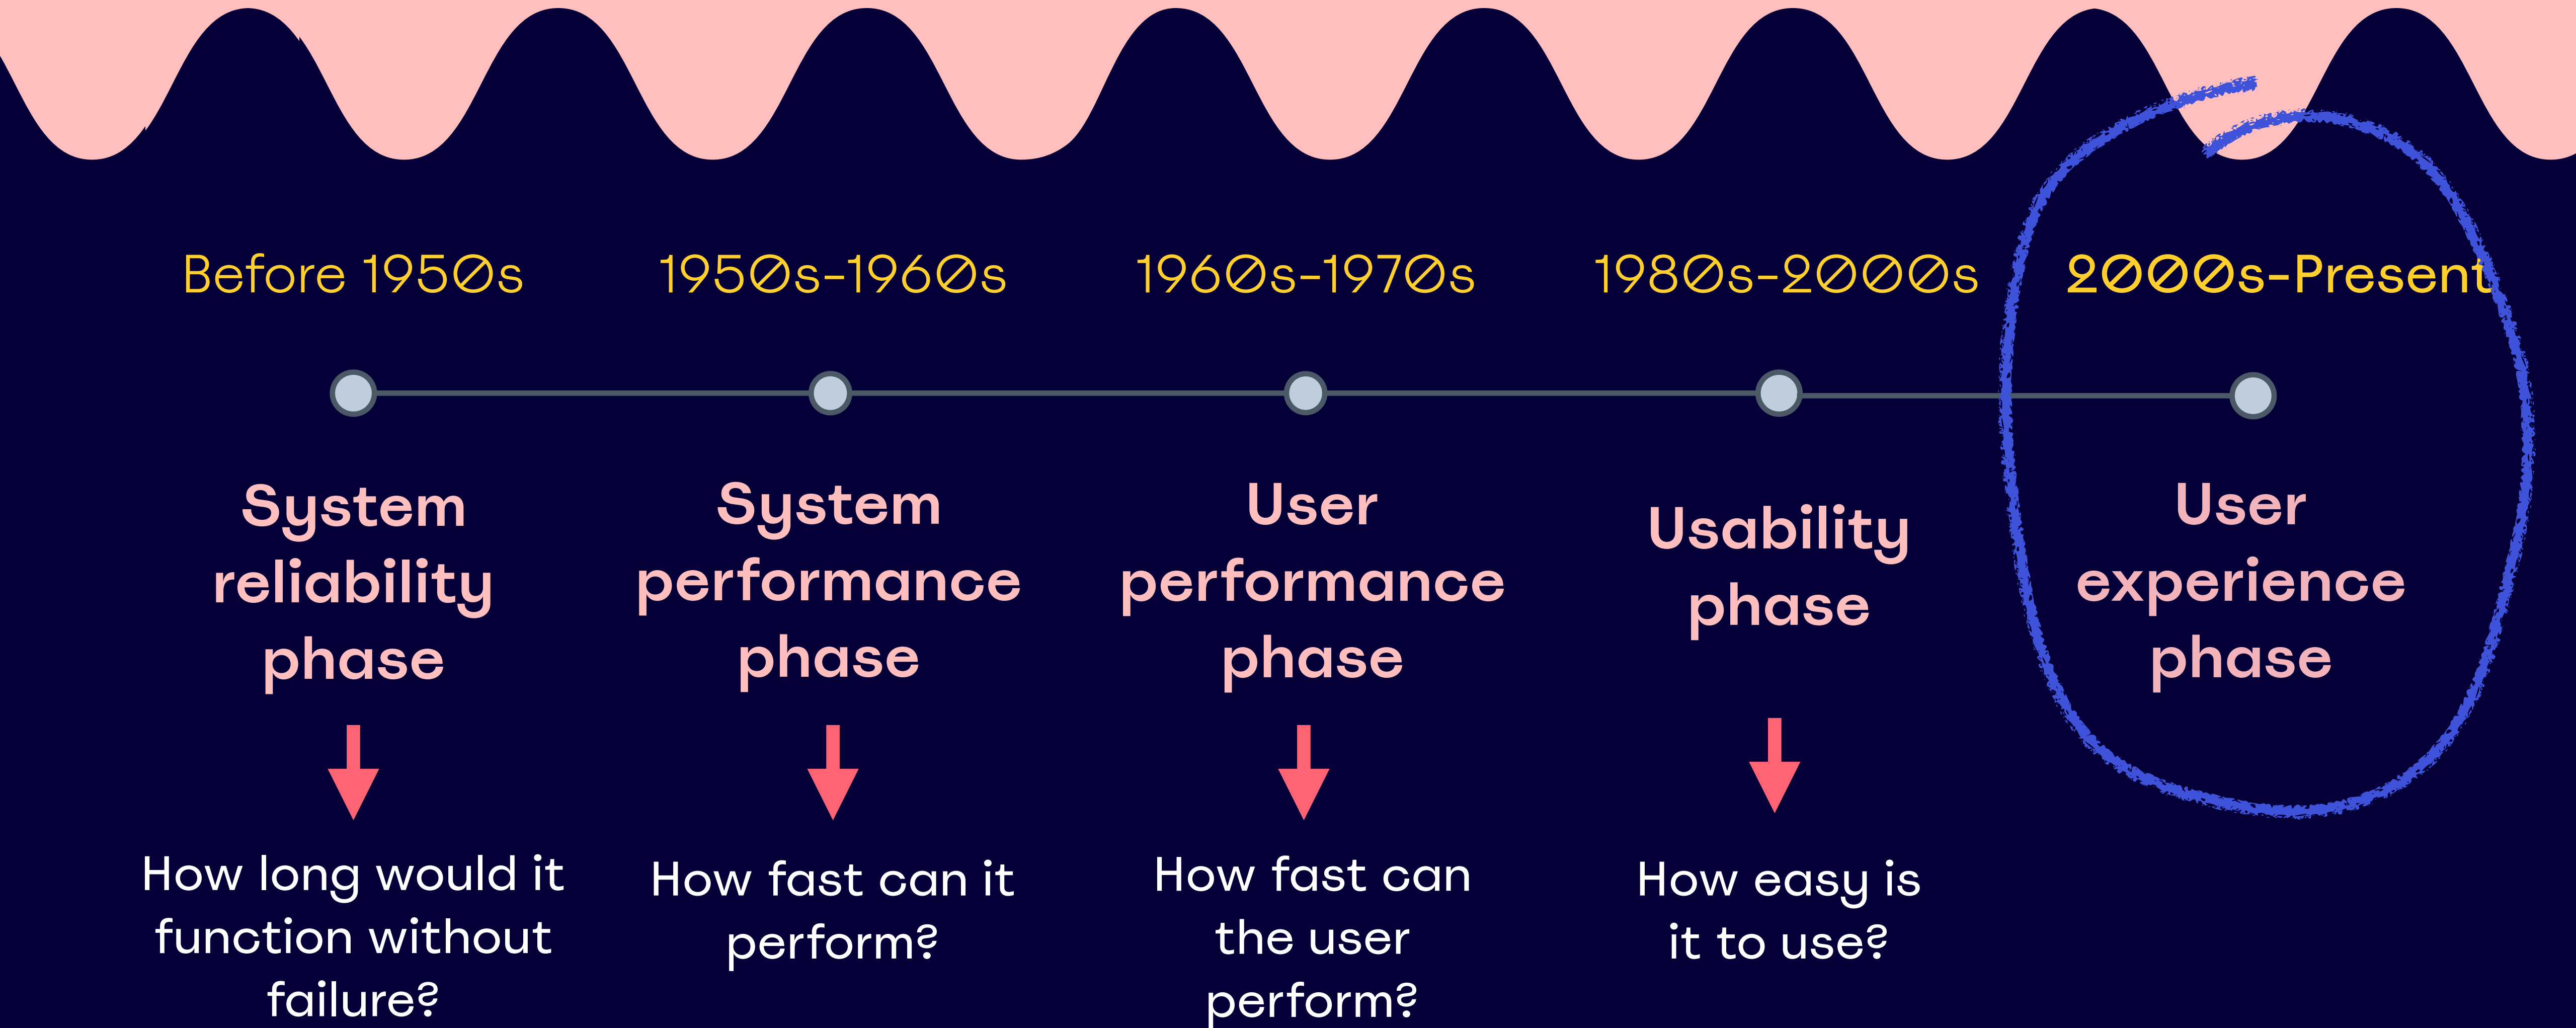 Before 1950s
1950s-1960s
1960s-1970s
1980s-2000s
2000s-Present
System
reliability
phase
System
performance
phase
User
performance
phase
Usability
phase
User
experience
phase
How long would it
function without
failure?
How fast can it
perform?
How fast can
the user
perform?
How easy is
it to use?